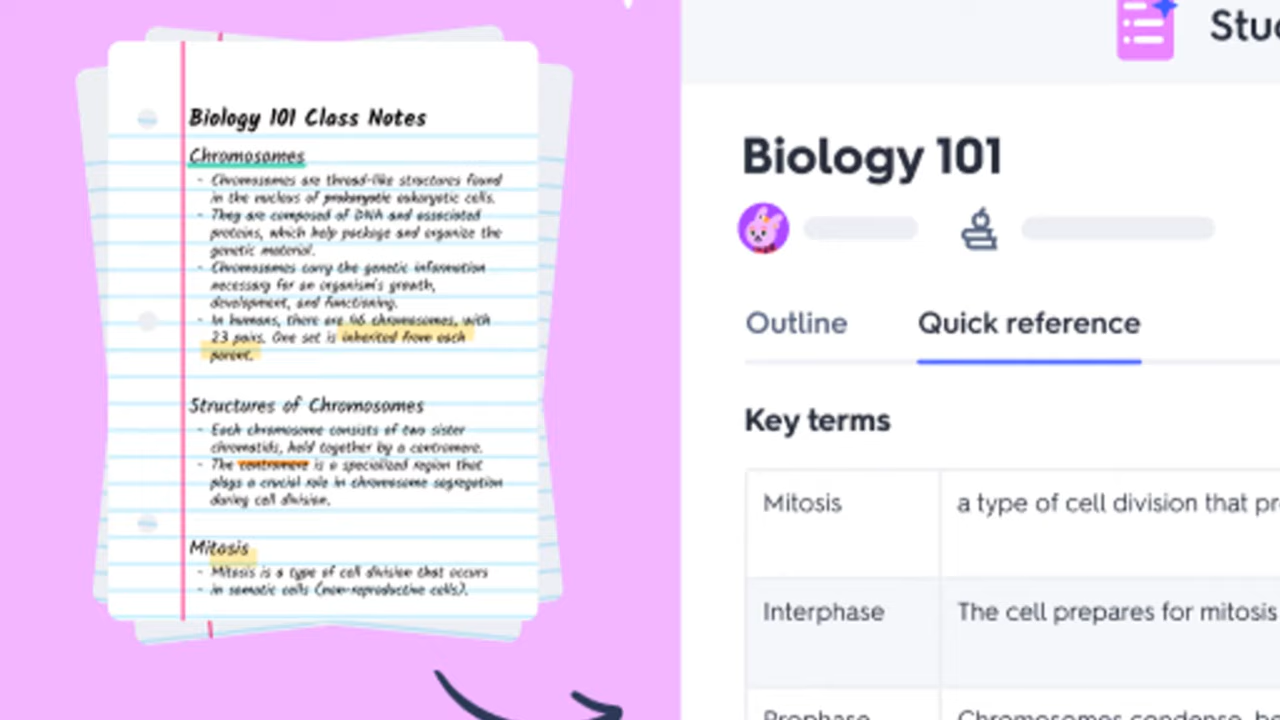 Biology 101 Class Notes
Chromosomes
- Chromosomes are thread-like structures found
in the nucleus of prokaryotic eukaryotic cells.
- They are composed of DNA and associated
proteins, which help package and organize the
genetic material.
- Chromosomes carry the genetic information
necessary for an organism's growth,
development, and functioning.
- In humans, there are 46 chromosomes, with
23 pairs. One set is inherited from each
parent.
Structures of Chromosomes
- Each chromosome consists of two sister
chromatids, held together by a centromere.
- The centromere is a specialized region that
plays a crucial role in chromosome segregation
during cell division.
Mitosis
- Mitosis is a type of cell division that occurs
- in somatic cells (non-reproductive cells).
Biology 101
Outline Quick reference
Key terms
Mitosis a type of cell division that
Interphase The cell prepares for mitosis
Prophase Chromosomes condense,